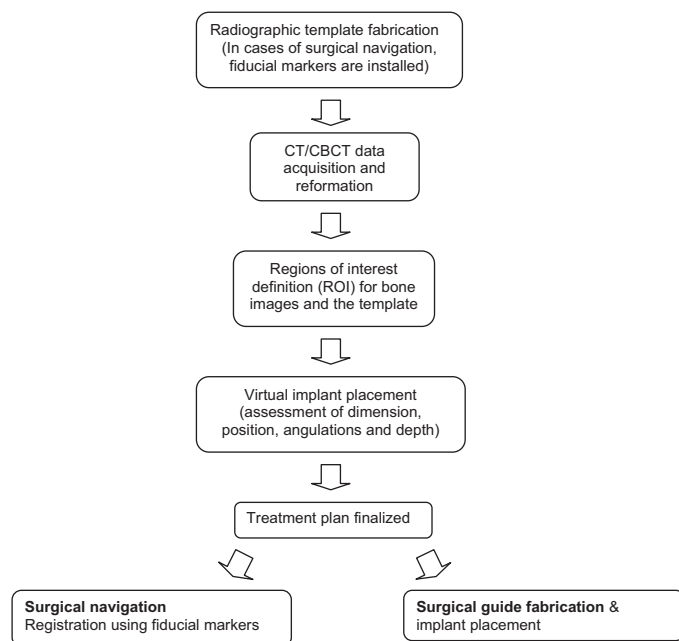 Radiographic template fabrication
(In cases of surgical navigation,
fiducial markers are installed)
CT/CBCT data
acquisition and
reformation
Regions of interest
definition (ROI) for bone
images and the template
Virtual implant placement
(assessment of dimension,
position, angulations and depth)
Treatment plan finalized
Surgical navigation
Registration using fiducial markers
Surgical guide fabrication &
implant placement